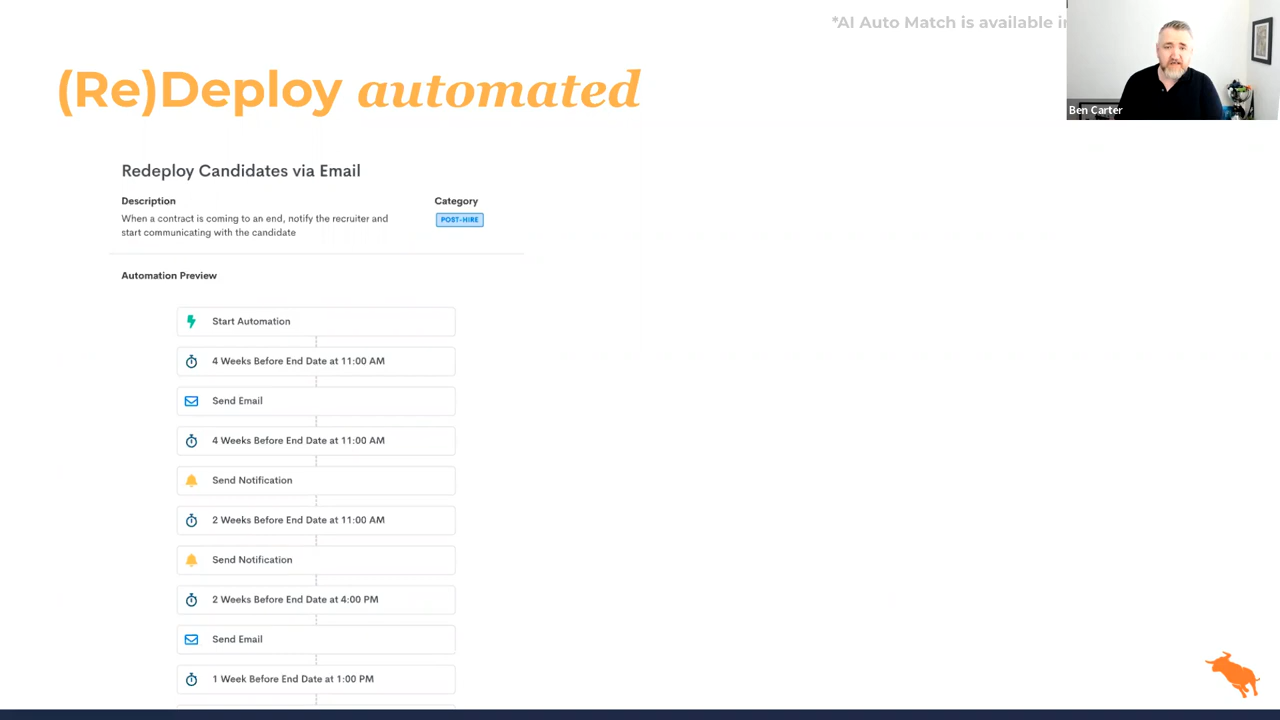 *AI Auto Match is available
Ben Carter
(Re)Deploy automated
Redeploy Candidates via Email
Description
Category
When a contract is coming to an end, notify the recruiter and
start communicating with the candidate
POST-HIRE
Automation Preview
Start Automation
4 Weeks Before End Date at 11:00 AM
Send Email
4 Weeks Before End Date at 11:00 AM
Send Notification
2 Weeks Before End Date at 11:00 AM
Send Notification
2 Weeks Before End Date at 4:00 PM
Send Email
1 Week Before End Date at 1:00 PM